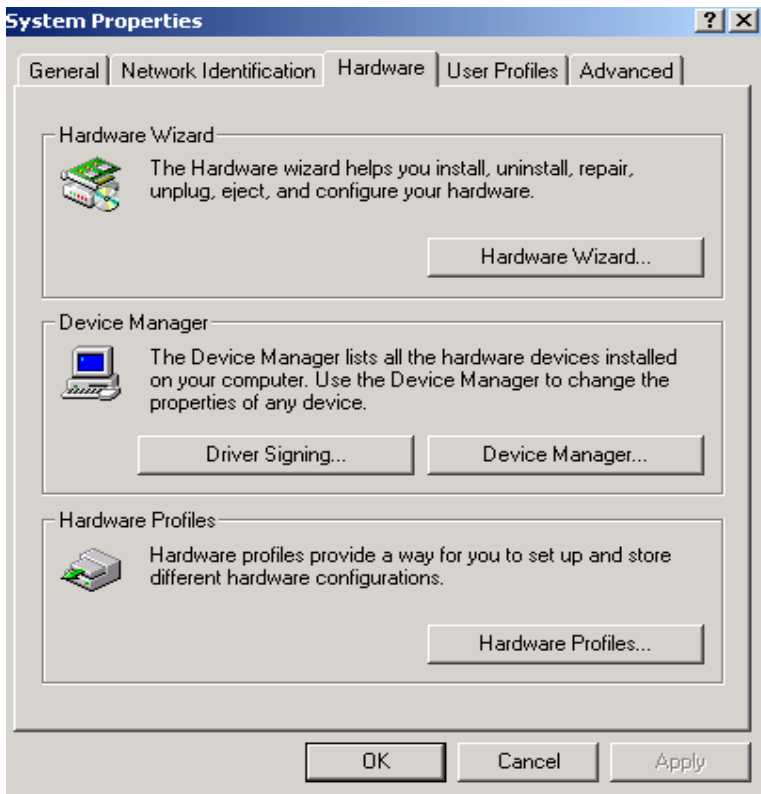 System Properties
General
Network Identification
Hardware
User Profiles
Advanced
Hardware Wizard
The Hardware wizard helps you install, uninstall, repair,
unplug, eject, and configure your hardware.
Hardware Wizard...
Device Manager
The Device Manager lists all the hardware devices installed
on your computer. Use the Device Manager to change the
properties of any device.
Driver Signing...
Device Manager...
Hardware Profiles
Hardware profiles provide a way for you to set up and store
different hardware configurations.
Hardware Profiles...
OK
Cancel
Apply